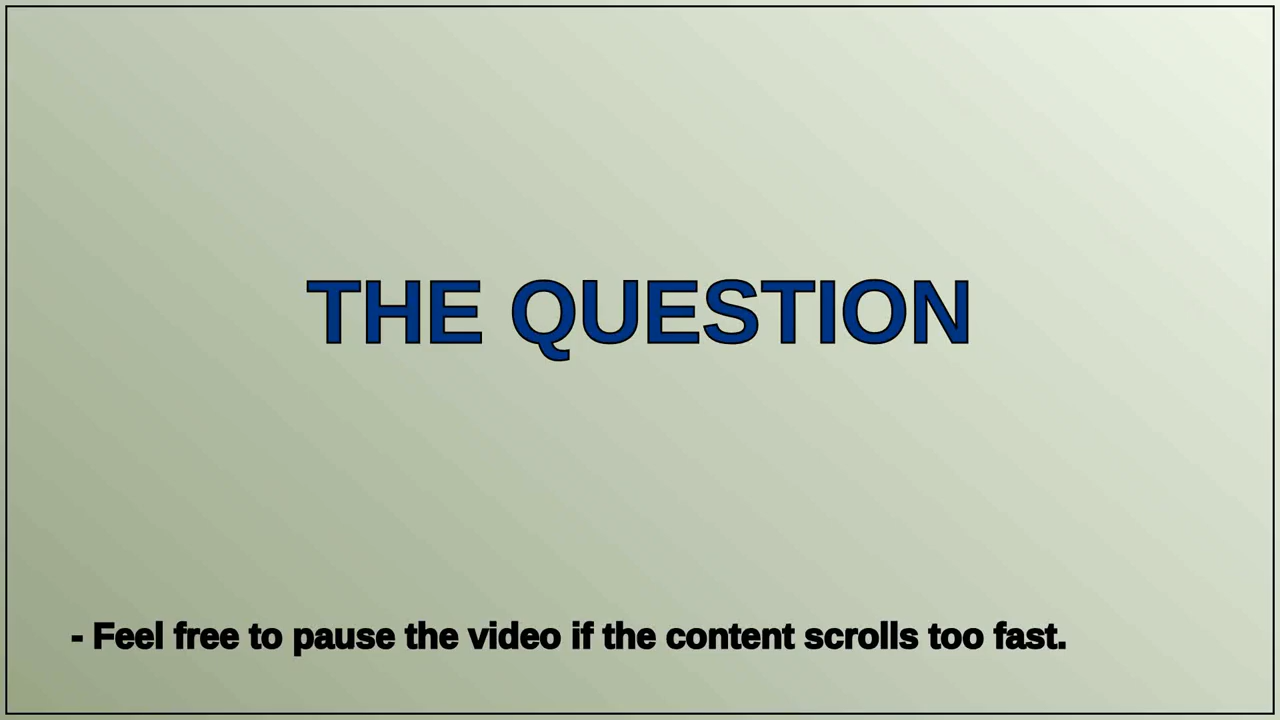 THE QUESTION
- Feel free to pause the video if the content scrolls too fast.